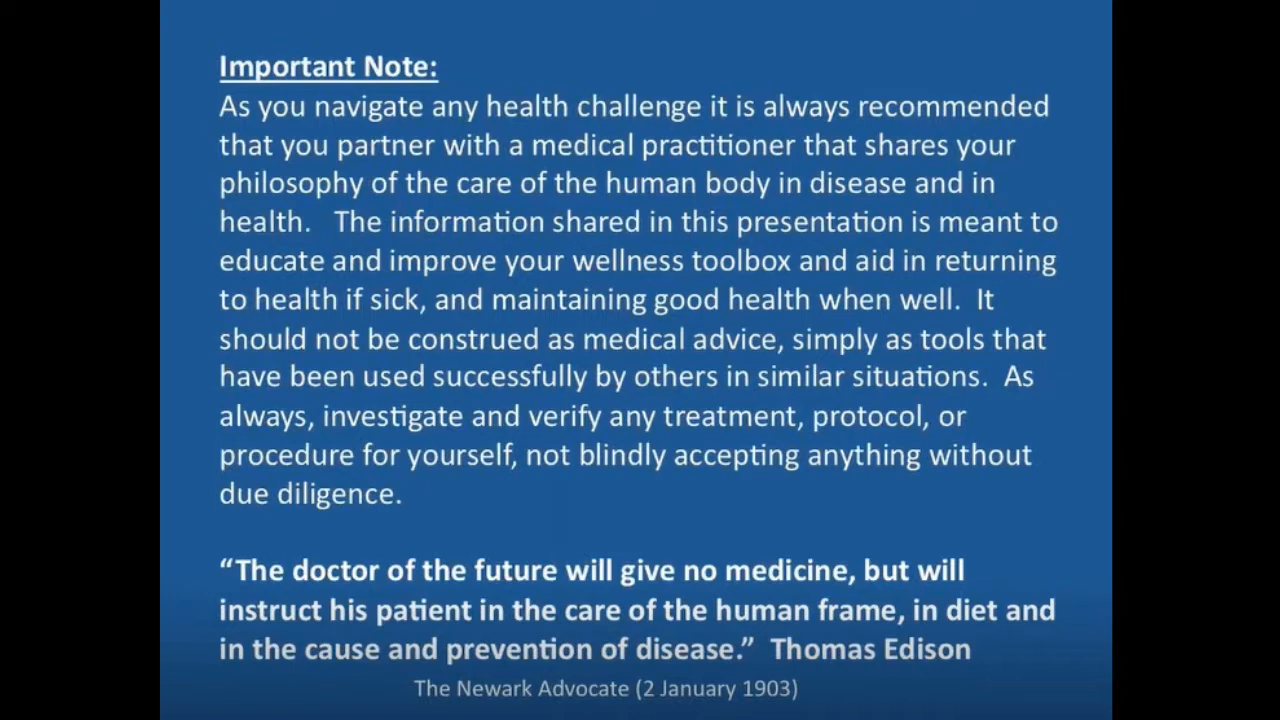 Important Note:
As you navigate any health challenge it is always recommended
that you partner with a medical practitioner that shares your
philosophy of the care of the human body in disease and in
health.   The information shared in this presentation is meant to
educate and improve your wellness toolbox and aid in returning
to health if sick, and maintaining good health when well.  It
should not be construed as medical advice, simply as tools that
have been used successfully by others in similar situations.  As
always, investigate and verify any treatment, protocol, or
procedure for yourself, not blindly accepting anything without
due diligence.
“The doctor of the future will give no medicine, but will
instruct his patient in the care of the human frame, in diet and
in the cause and prevention of disease.”  Thomas Edison
The Newark Advocate (2 January 1903)